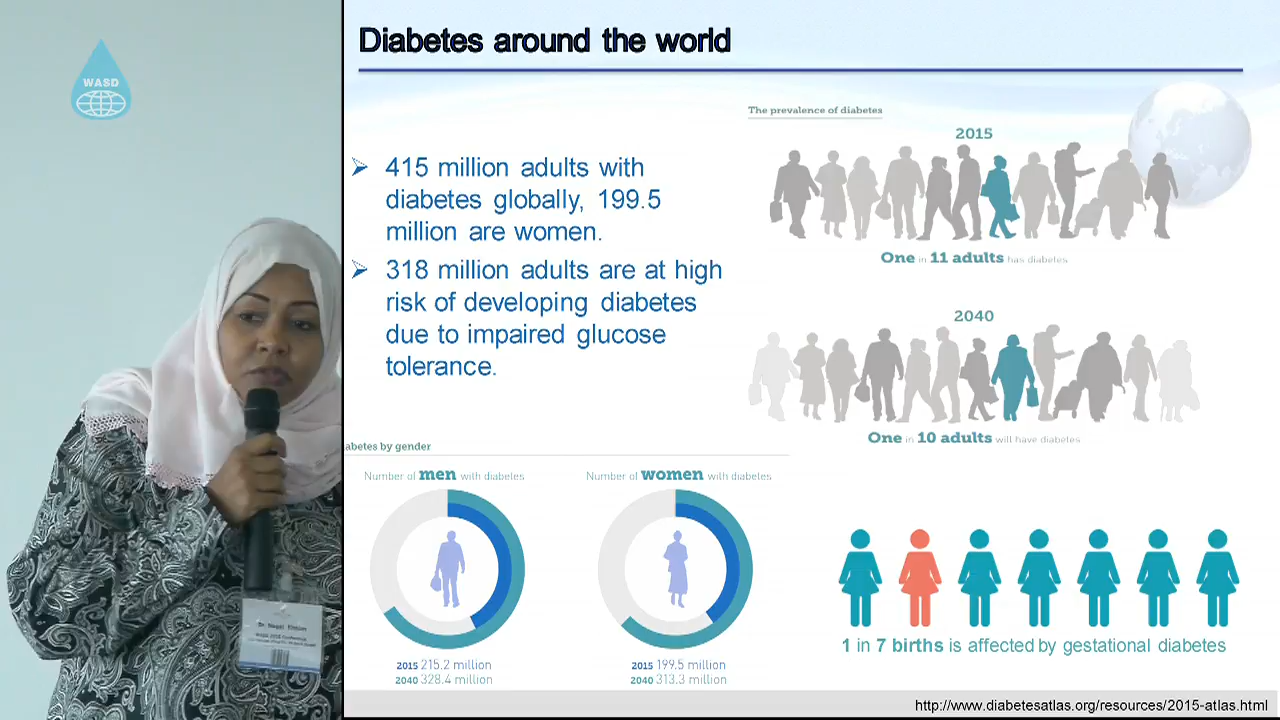 WASD
Diabetes around the world
The prevalence of diabetes
2015
One in 11 adults has diabetes
➢ 415 million adults with
diabetes globally, 199.5
million are women.
➢ 318 million adults are at high
risk of developing diabetes
due to impaired glucose
tolerance.
2040
One in 10 adults will have diabetes
abetes by gender
Number of men with diabetes
Number of women with diabetes
2015 215.2 million
2040 328.4 million
2015 199.5 million
2040 313.3 million
1 in 7 births is affected by gestational diabetes
http://www.diabetesatlas.org/resources/2015-atlas.html
Dr.